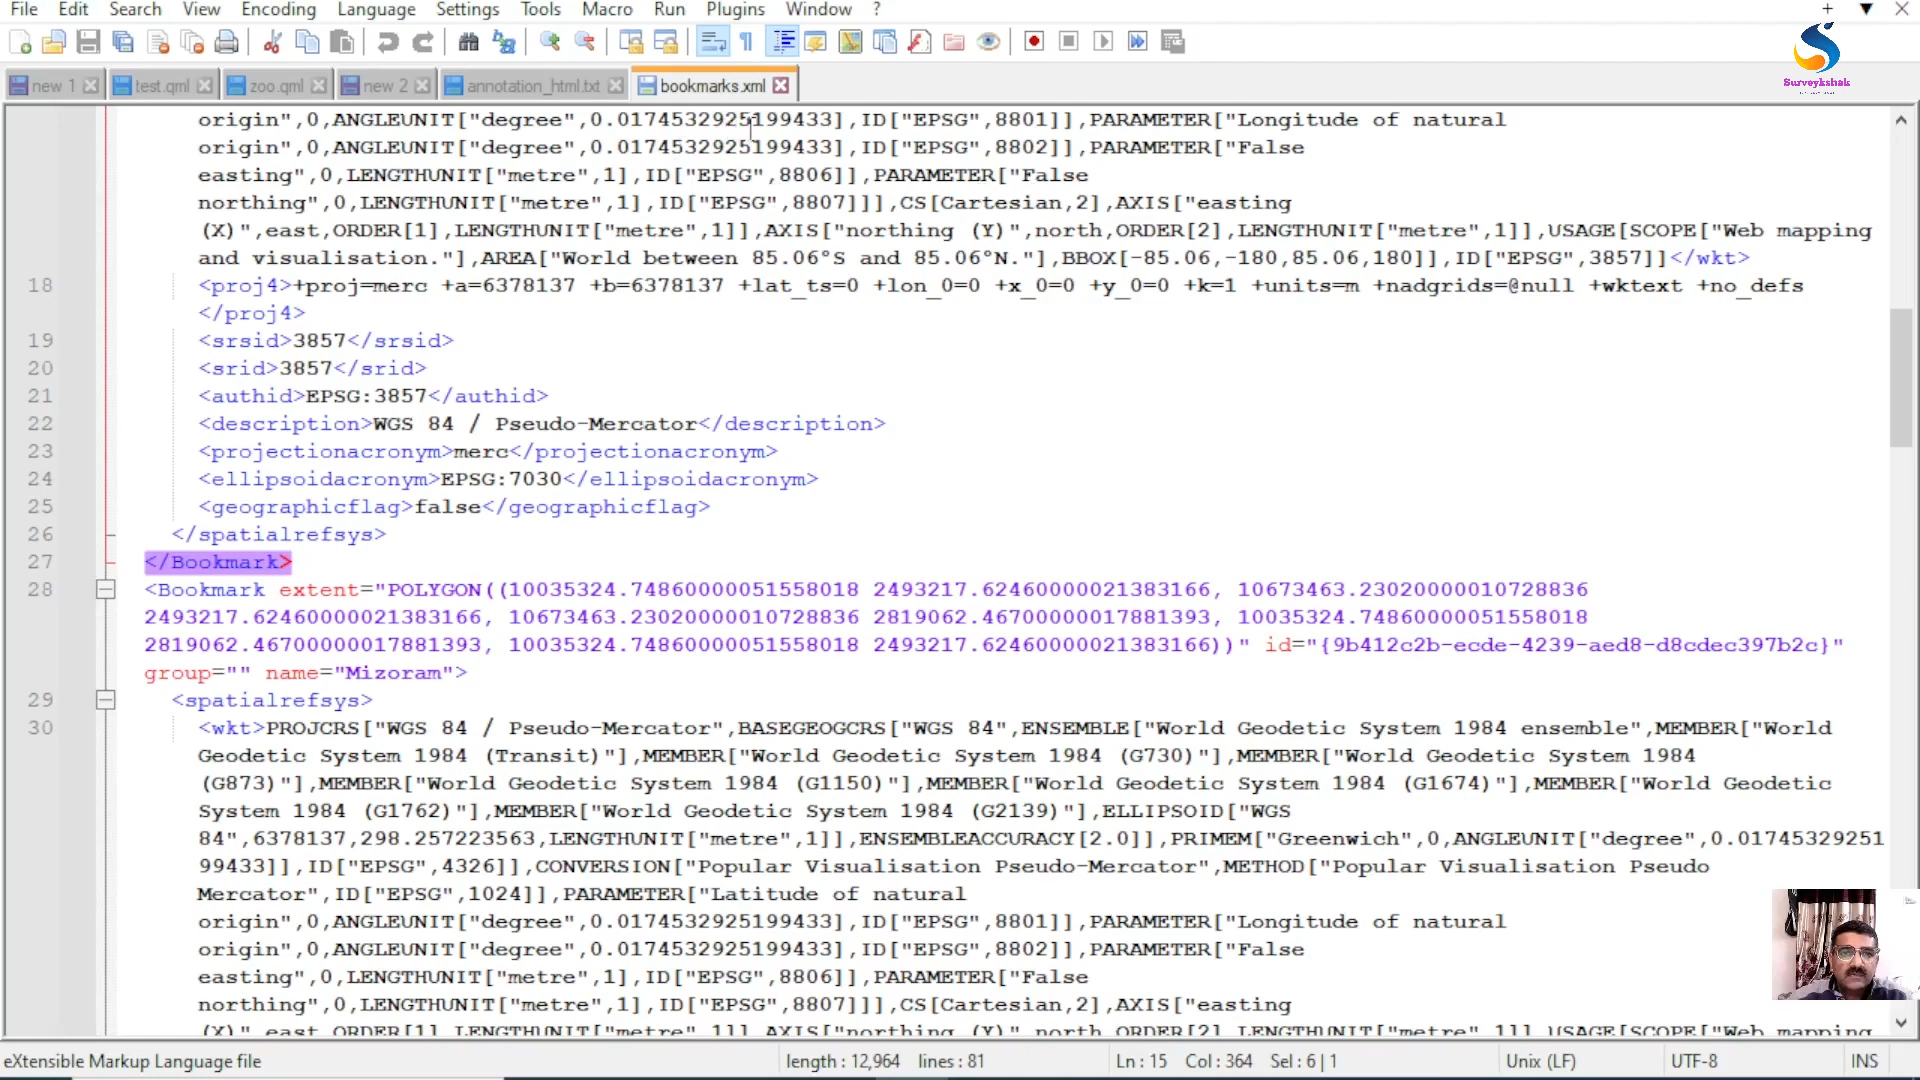 File Edit Search View Encoding Language Settings Tools Macro Run Plugins Window ?
Surveykshak
new 1 test.qml zoo.qml new 2 annotation_html.txt bookmarks.xml
origin",0,ANGLEUNIT["degree",0.0174532925199433],ID["EPSG",8801]],PARAMETER["Longitude of natural
origin",0,ANGLEUNIT["degree",0.0174532925199433],ID["EPSG",8802]],PARAMETER["False
easting",0,LENGTHUNIT["metre",1],ID["EPSG",8806]],PARAMETER["False
northing",0,LENGTHUNIT["metre",1],ID["EPSG",8807]]],CS[Cartesian,2],AXIS["easting
(X)",east,ORDER[1],LENGTHUNIT["metre",1]],AXIS["northing (Y)",north,ORDER[2],LENGTHUNIT["metre",1]],USAGE[SCOPE["Web mapping
and visualisation."],AREA["World between 85.06°S and 85.06°N."],BBOX[-85.06,-180,85.06,180]],ID["EPSG",3857]]</wkt>
18 <proj4>+proj=merc +a=6378137 +b=6378137 +lat_ts=0 +lon_0=0 +x_0=0 +y_0=0 +k=1 +units=m +nadgrids=@null +wktext +no_defs
</proj4>
19 <srsid>3857</srsid>
20 <srid>3857</srid>
21 <authid>EPSG:3857</authid>
22 <description>WGS 84 / Pseudo-Mercator</description>
23 <projectionacronym>merc</projectionacronym>
24 <ellipsoidacronym>EPSG:7030</ellipsoidacronym>
25 <geographicflag>false</geographicflag>
26 </spatialrefsys>
27 </Bookmark>
28 <Bookmark extent="POLYGON((10035324.74860000051558018 2493217.62460000021383166, 10673463.23020000010728836
2493217.62460000021383166, 10673463.23020000010728836 2819062.46700000017881393, 10035324.74860000051558018
2819062.46700000017881393, 10035324.74860000051558018 2493217.62460000021383166))" id="{9b412c2b-ecde-4239-aed8-d8cdec397b2c}"
group="" name="Mizoram">
29 <spatialrefsys>
30 <wkt>PROJCRS["WGS 84 / Pseudo-Mercator",BASEGEOGCRS["WGS 84",ENSEMBLE["World Geodetic System 1984 ensemble",MEMBER["World
Geodetic System 1984 (Transit)"],MEMBER["World Geodetic System 1984 (G730)"],MEMBER["World Geodetic System 1984
(G873)"],MEMBER["World Geodetic System 1984 (G1150)"],MEMBER["World Geodetic System 1984 (G1674)"],MEMBER["World Geodetic
System 1984 (G1762)"],MEMBER["World Geodetic System 1984 (G2139)"],ELLIPSOID["WGS
84",6378137,298.257223563,LENGTHUNIT["metre",1]],ENSEMBLEACCURACY[2.0]],PRIMEM["Greenwich",0,ANGLEUNIT["degree",0.01745329251
99433]],ID["EPSG",4326]],CONVERSION["Popular Visualisation Pseudo-Mercator",METHOD["Popular Visualisation Pseudo
Mercator",ID["EPSG",1024]],PARAMETER["Latitude of natural
origin",0,ANGLEUNIT["degree",0.0174532925199433],ID["EPSG",8801]],PARAMETER["Longitude of natural
origin",0,ANGLEUNIT["degree",0.0174532925199433],ID["EPSG",8802]],PARAMETER["False
easting",0,LENGTHUNIT["metre",1],ID["EPSG",8806]],PARAMETER["False
northing",0,LENGTHUNIT["metre",1],ID["EPSG",8807]]],CS[Cartesian,2],AXIS["easting
(X)",east,ORDER[1],LENGTHUNIT["metre",1]],AXIS["northing (Y)",north,ORDER[2],LENGTHUNIT["metre",1]],USAGE[SCOPE["Web mapping
eXtensible Markup Language file length : 12,964 lines : 81 Ln : 15 Col : 364 Sel : 6 | 1 Unix (LF) UTF-8 INS